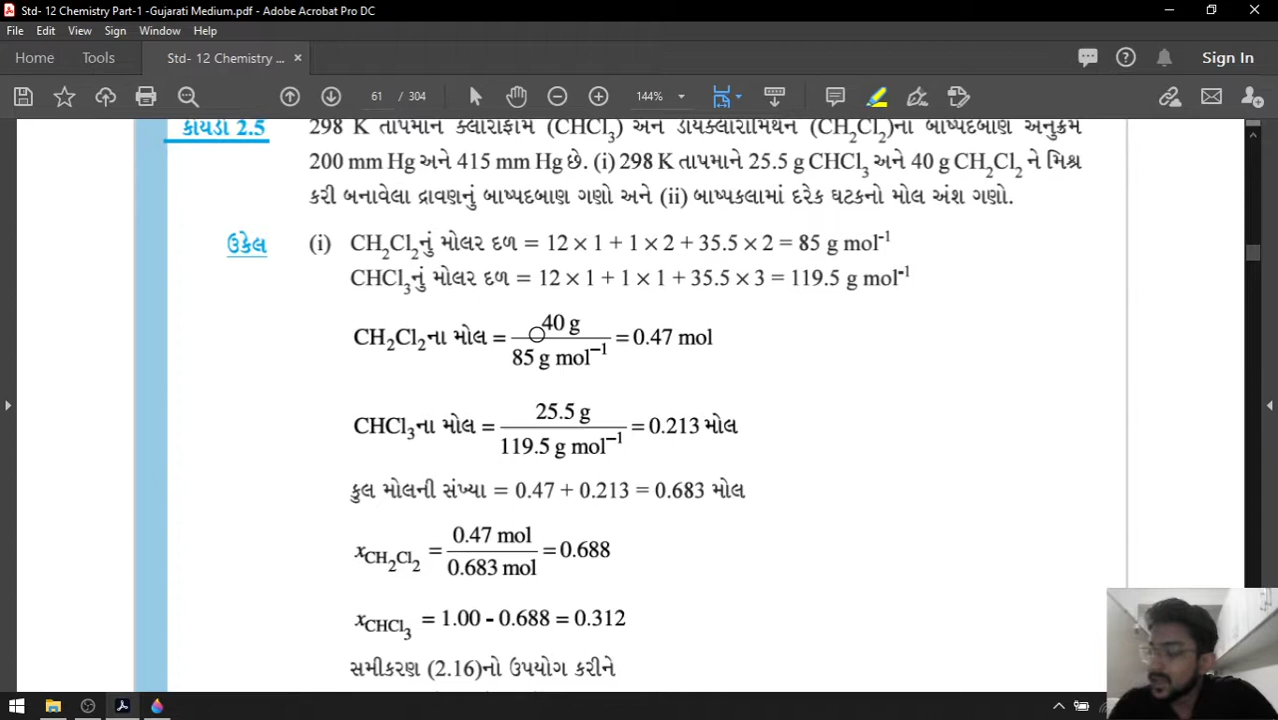 Std- 12 Chemistry Part-1 -Gujarati Medium.pdf - Adobe Acrobat Pro DC
File Edit View Sign Window Help
Home Tools Std- 12 Chemistry ... × Sign In
61 / 304 144%
કોયડો 2.5 298 K તાપમાને ક્લોરોફોર્મ (CHCl₃) અને ડાયક્લોરોમિથેન (CH₂Cl₂)ના બાષ્પદબાણ અનુક્રમે
200 mm Hg અને 415 mm Hg છે. (i) 298 K તાપમાને 25.5 g CHCl₃ અને 40 g CH₂Cl₂ ને મિશ્ર
કરી બનાવેલા દ્રાવણનું બાષ્પદબાણ ગણો અને (ii) બાષ્પકલામાં દરેક ઘટકનો મોલ અંશ ગણો.
ઉકેલ (i) CH₂Cl₂નું મોલર દળ = 12 × 1 + 1 × 2 + 35.5 × 2 = 85 g mol⁻¹
CHCl₃નું મોલર દળ = 12 × 1 + 1 × 1 + 35.5 × 3 = 119.5 g mol⁻¹
CH₂Cl₂ના મોલ = 40 g / 85 g mol⁻¹ = 0.47 mol
CHCl₃ના મોલ = 25.5 g / 119.5 g mol⁻¹ = 0.213 મોલ
કુલ મોલની સંખ્યા = 0.47 + 0.213 = 0.683 મોલ
x CH₂Cl₂ = 0.47 mol / 0.683 mol = 0.688
x CHCl₃ = 1.00 - 0.688 = 0.312
સમીકરણ (2.16)નો ઉપયોગ કરીને